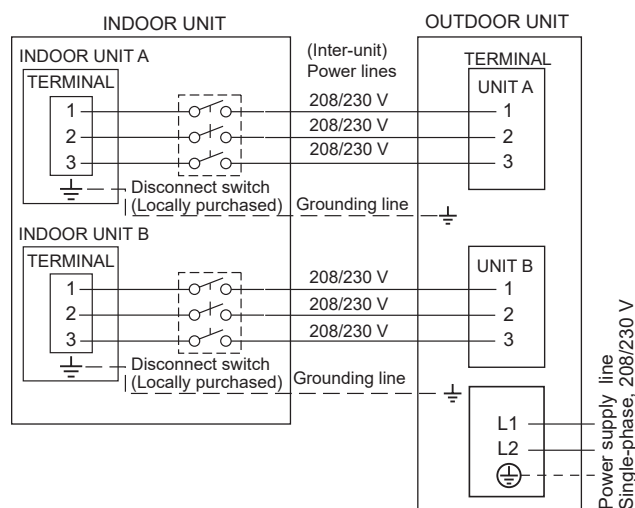 INDOOR UNIT
OUTDOOR UNIT
INDOOR UNIT A
TERMINAL
1
2
3
(Inter-unit)
Power lines
208/230 V
208/230 V
208/230 V
TERMINAL
UNIT A
1
2
3
Disconnect switch
(Locally purchased)
Grounding line
INDOOR UNIT B
TERMINAL
1
2
3
208/230 V
208/230 V
208/230 V
UNIT B
1
2
3
Disconnect switch
(Locally purchased)
Grounding line
L1
L2
Power supply line
Single-phase, 208/230 V